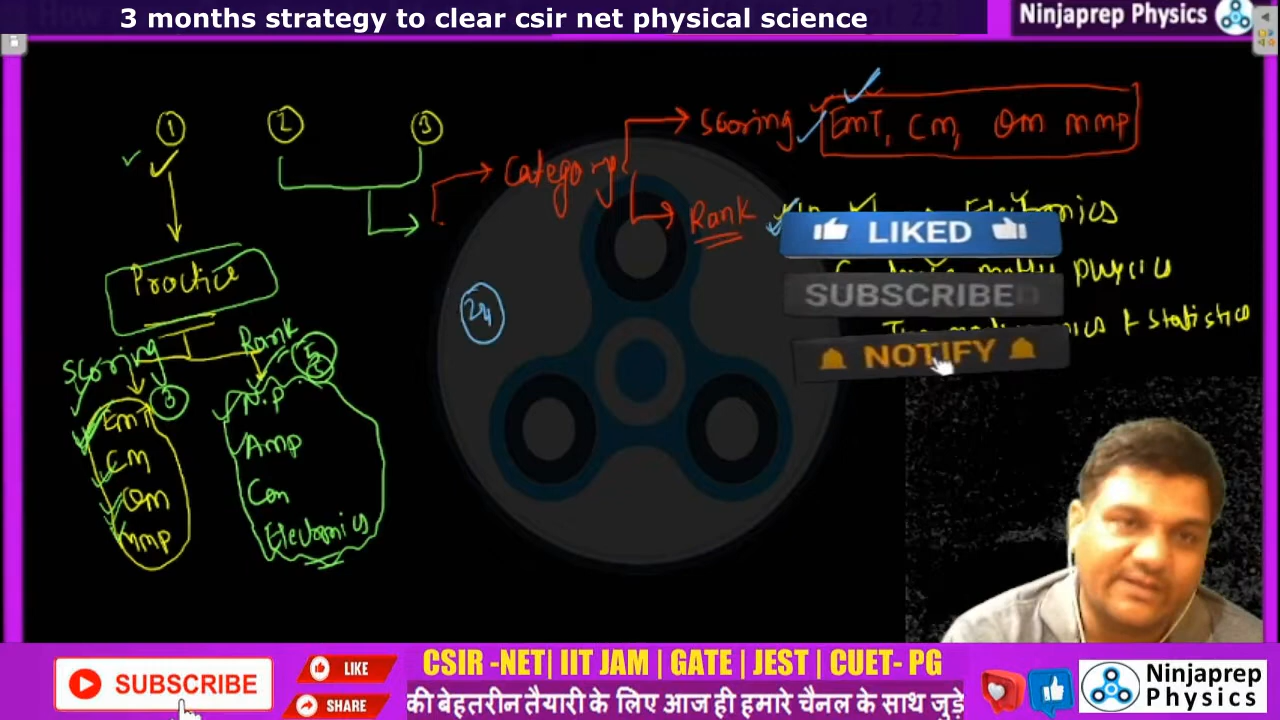 3 months strategy to clear csir net physical science
Ninjaprep Physics
1 2 3
Category
Scoring EMT, CM, QM MMP
Rank Electronics
physics
+ statistics
LIKED
SUBSCRIBE
NOTIFY
24
Practice
Scoring
EMT
CM
QM
MMP
Rank
N.P
AMP
Con
Electronics
SUBSCRIBE
LIKE
SHARE
CSIR -NET| IIT JAM | GATE | JEST | CUET- PG
की बेहतरीन तैयारी के लिए आज ही हमारे चैनल के साथ जुड़े
Ninjaprep
Physics